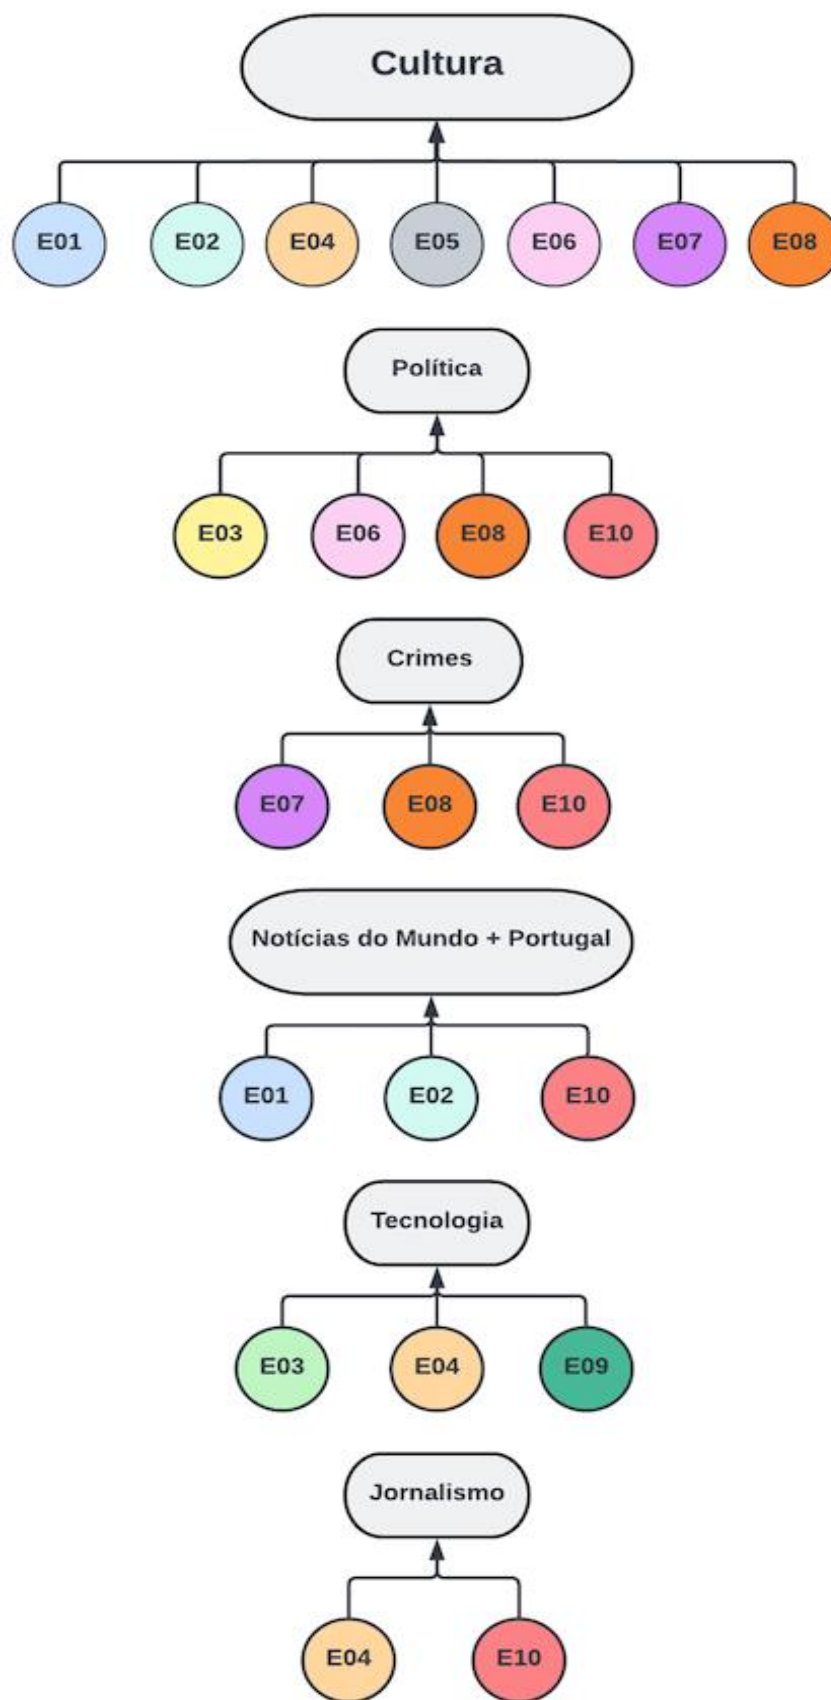 Cultura
E01 E02 E04 E05 E06 E07 E08
Política
E03 E06 E08 E10
Crimes
E07 E08 E10
Notícias do Mundo + Portugal
E01 E02 E10
Tecnologia
E03 E04 E09
Jornalismo
E04 E10